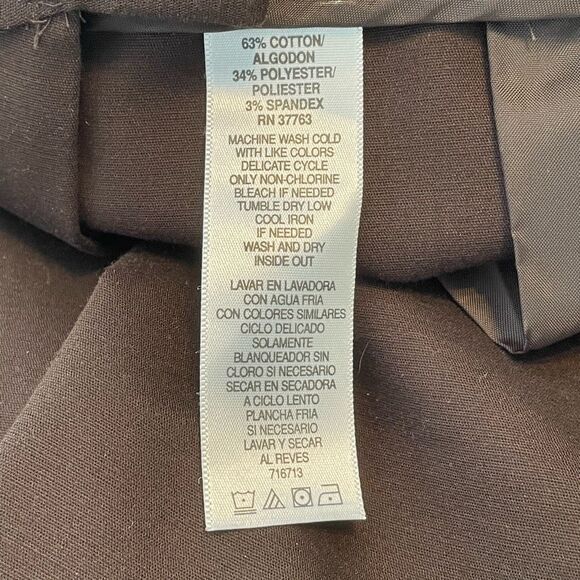 63% COTTON/
ALGODON
34% POLYESTER/
POLIESTER
3% SPANDEX
RN 37763
MACHINE WASH COLD
WITH LIKE COLORS
DELICATE CYCLE
ONLY NON-CHLORINE
BLEACH IF NEEDED
TUMBLE DRY LOW
COOL IRON
IF NEEDED
WASH AND DRY
INSIDE OUT
LAVAR EN LAVADORA
CON AGUA FRIA
CON COLORES SIMILARES
CICLO DELICADO
SOLAMENTE
BLANQUEADOR SIN
CLORO SI NECESARIO
SECAR EN SECADORA
A CICLO LENTO
PLANCHA FRIA
SI NECESARIO
LAVAR Y SECAR
AL REVES
716713